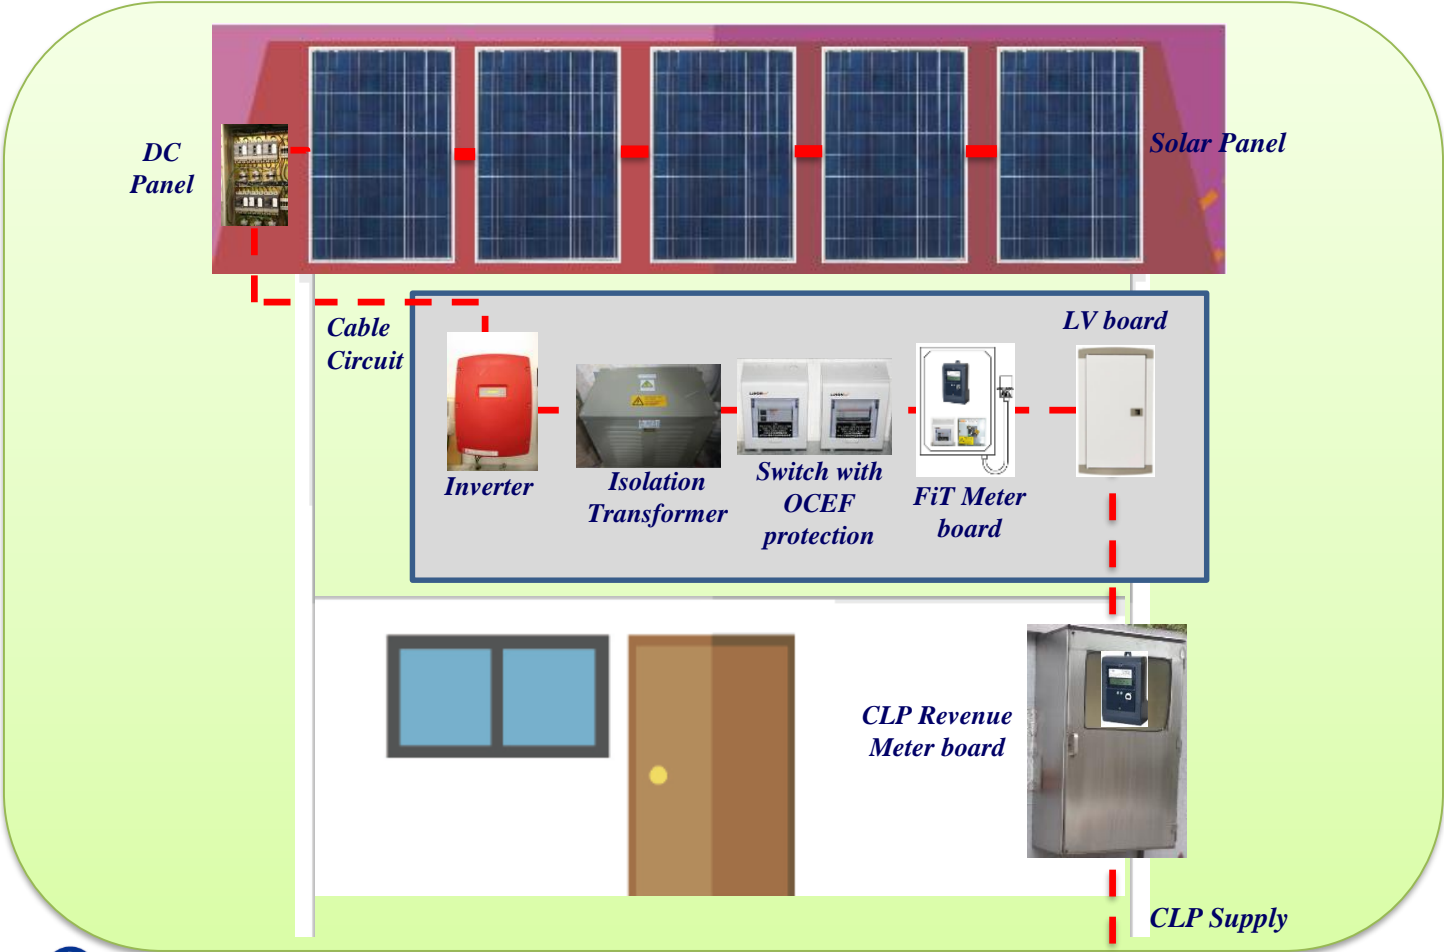 DC
Panel
Solar Panel
Cable
Circuit
LV board
Inverter
Isolation
Transformer
Switch with
OCEF
protection
FiT Meter
board
CLP Revenue
Meter board
CLP Supply